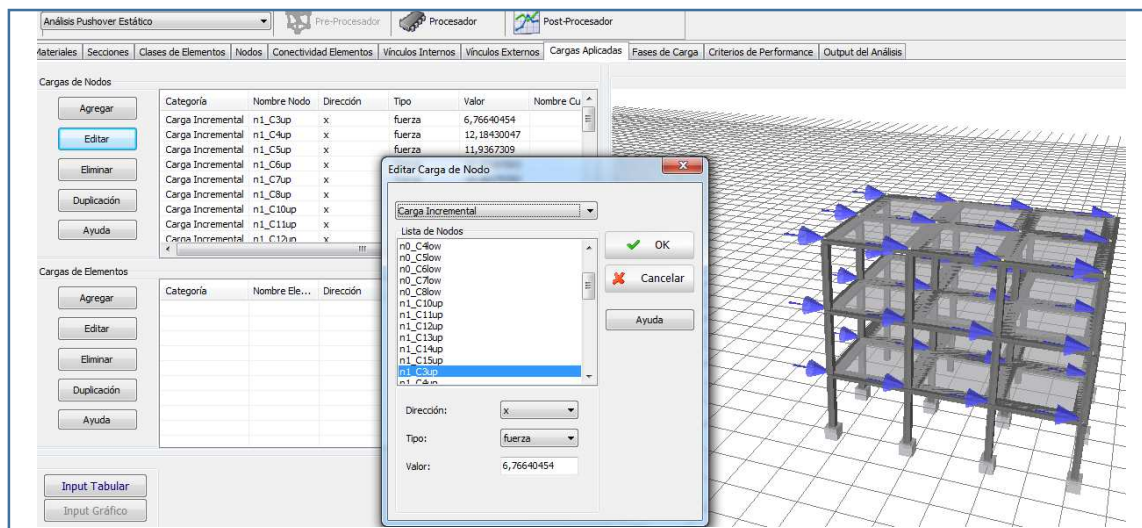 Análisis Pushover Estático
Pre-Procesador
Procesador
Post-Procesador
Materiales Secciones Clases de Elementos Nodos Conectividad Elementos Vínculos Internos Vínculos Externos Cargas Aplicadas Fases de Carga Criterios de Performance Output del Análisis
Cargas de Nodos
Agregar
Editar
Eliminar
Duplicación
Ayuda
Categoría Nombre Nodo Dirección Tipo Valor Nombre Cu
Carga Incremental n1_C3up x fuerza 6,76640454
Carga Incremental n1_C4up x fuerza 12,18430047
Carga Incremental n1_C5up x fuerza 11,9367309
Carga Incremental n1_C6up x
Carga Incremental n1_C7up x
Carga Incremental n1_C8up x
Carga Incremental n1_C10up x
Carga Incremental n1_C11up x
Carga Incremental n1_C12up x
Cargas de Elementos
Agregar
Editar
Eliminar
Duplicación
Ayuda
Categoría Nombre Ele... Dirección
Input Tabular
Input Gráfico
Editar Carga de Nodo
Carga Incremental
Lista de Nodos
n0_C4low
n0_C5low
n0_C6low
n0_C7low
n0_C8low
n1_C10up
n1_C11up
n1_C12up
n1_C13up
n1_C14up
n1_C15up
n1_C3up
n1_C4up
OK
Cancelar
Ayuda
Dirección: x
Tipo: fuerza
Valor: 6,76640454